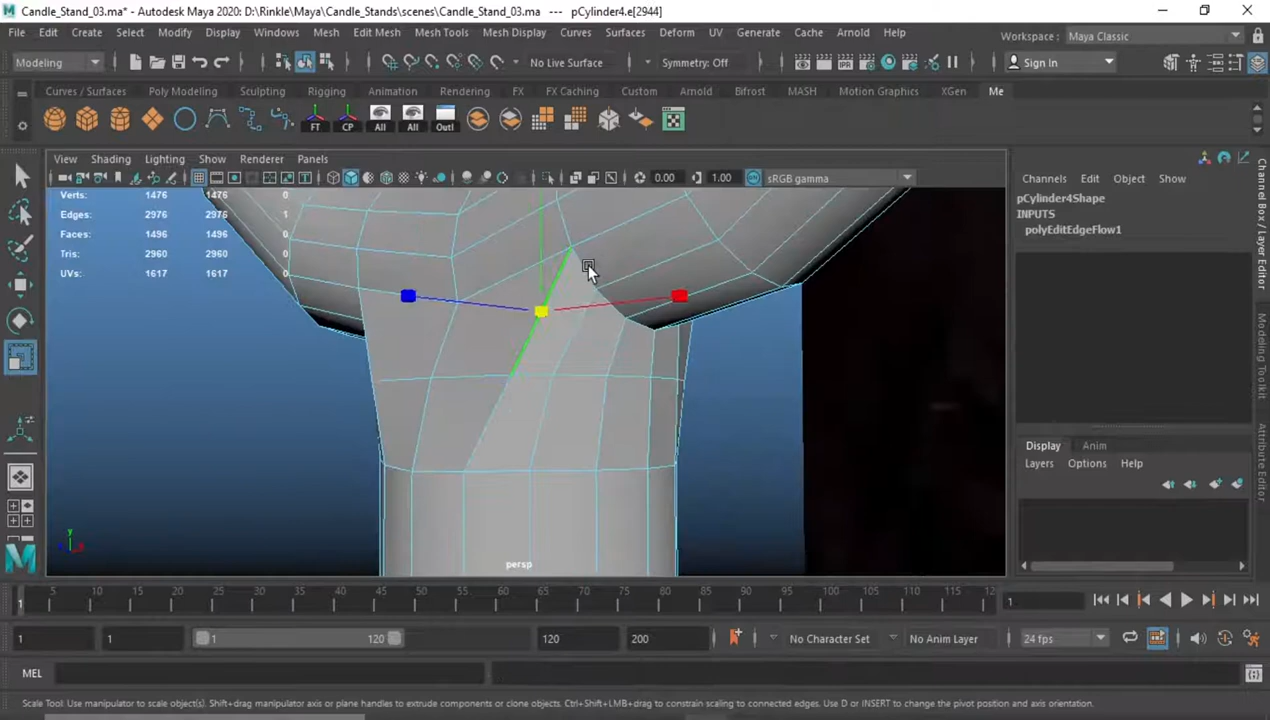 Candle_Stand_03.ma* - Autodesk Maya 2020: D:\Rinkle\Maya\Candle_Stands\scenes\Candle_Stand_03.ma --- pCylinder4.e[2944]
File Edit Create Select Modify Display Windows Mesh Edit Mesh Mesh Tools Mesh Display Curves Surfaces Deform UV Generate Cache Arnold Help
Workspace : Maya Classic
Modeling No Live Surface Symmetry: Off Sign In
Curves / Surfaces Poly Modeling Sculpting Rigging Animation Rendering FX FX Caching Custom Arnold Bifrost MASH Motion Graphics XGen Me
FT CP All All Outl
View Shading Lighting Show Renderer Panels
0.00 1.00 sRGB gamma
Channels Edit Object Show
Verts: 1476 1476 0
Edges: 2976 2976 1
Faces: 1496 1496 0
Tris: 2960 2960 0
UVs: 1617 1617 0
pCylinder4Shape
INPUTS
polyEditEdgeFlow1
Channel Box / Layer Editor
Modeling Toolkit
Attribute Editor
Display Anim
Layers Options Help
y
persp
1 5 10 15 20 25 30 35 40 45 50 55 60 65 70 75 80 85 90 95 100 105 110 115 12
1
1 1 1 120 120 200 No Character Set No Anim Layer 24 fps
MEL
Scale Tool: Use manipulator to scale object(s). Shift+drag manipulator axis or plane handles to extrude components or clone objects. Ctrl+Shift+LMB+drag to constrain scaling to connected edges. Use D or INSERT to change the pivot position and axis orientation.